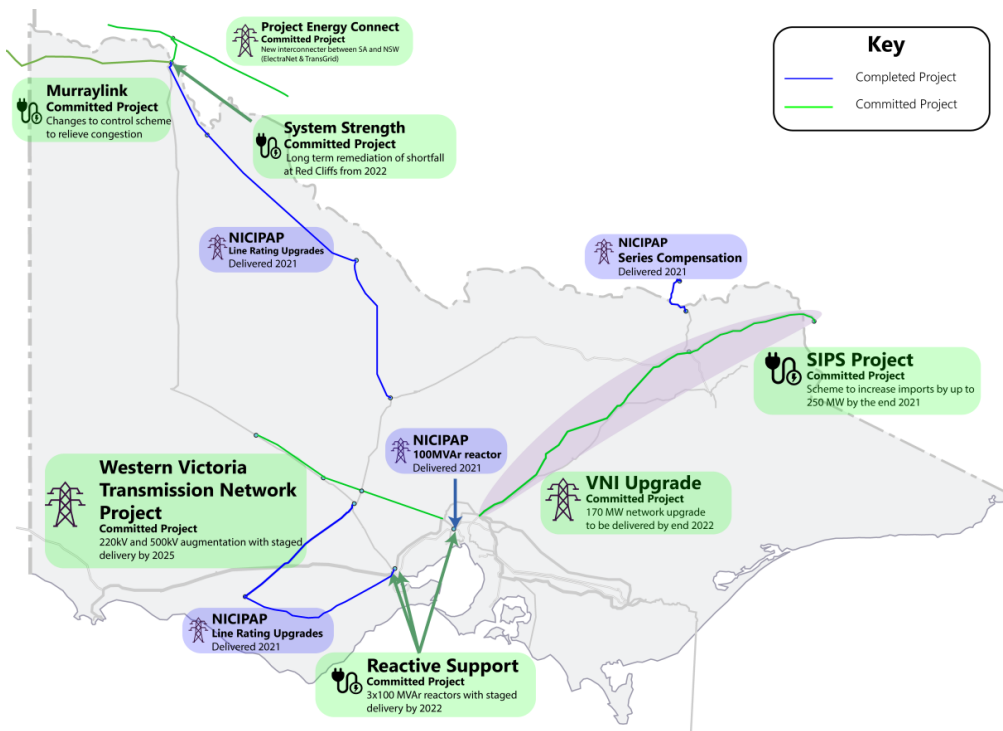 Project Energy Connect
Committed Project
New interconnecter between SA and NSW
(ElectraNet & TransGrid)
Key
Completed Project
Committed Project
Murraylink
Committed Project
Changes to control scheme
to relieve congestion
System Strength
Committed Project
Long term remediation of shortfall
at Red Cliffs from 2022
NICIPAP
Line Rating Upgrades
Delivered 2021
NICIPAP
Series Compensation
Delivered 2021
SIPS Project
Committed Project
Scheme to increase imports by up to
250 MW by the end 2021
NICIPAP
100MVAr reactor
Delivered 2021
Western Victoria
Transmission Network
Project
Committed Project
220kV and 500kV augmentation with staged
delivery by 2025
VNI Upgrade
Committed Project
170 MW network upgrade
to be delivered by end 2022
NICIPAP
Line Rating Upgrades
Delivered 2021
Reactive Support
Committed Project
3x100 MVAr reactors with staged
delivery by 2022